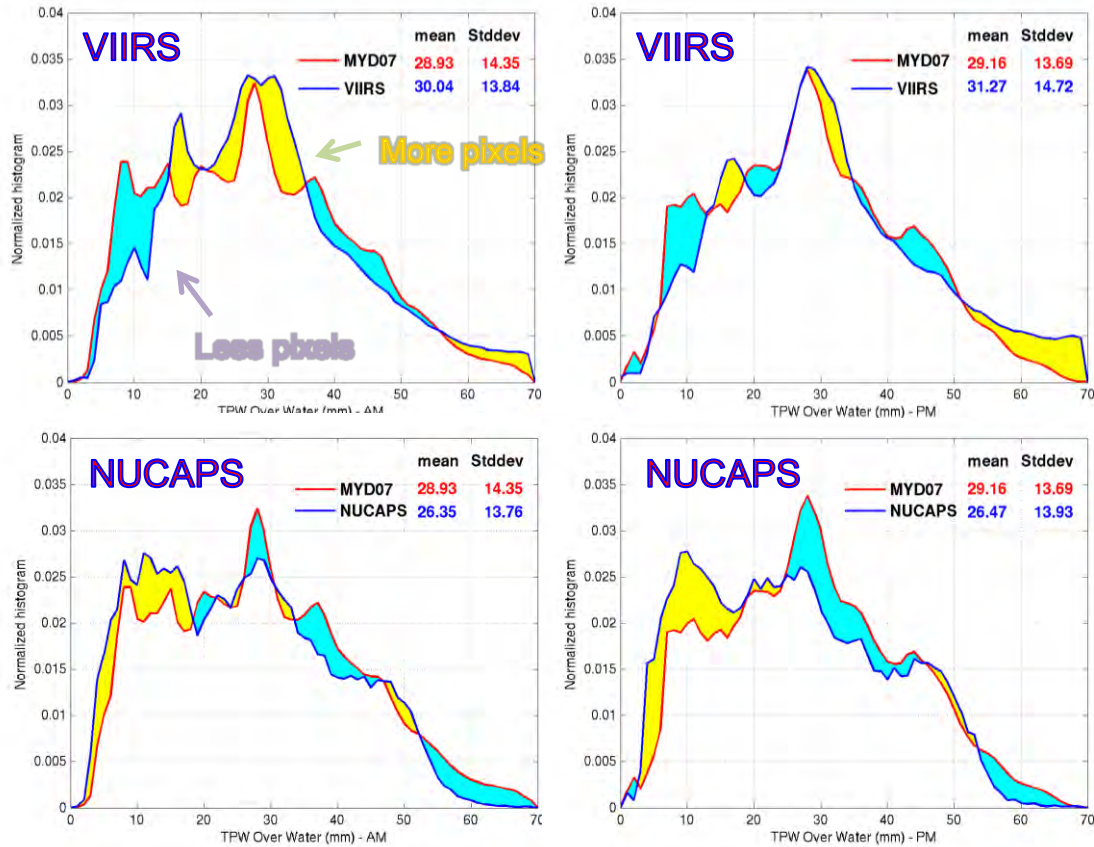 VIIRS
mean Stddev
MYD07 28.93 14.35
VIIRS 30.04 13.84
More pixels
Less pixels
Normalized histogram
0.04
0.035
0.03
0.025
0.02
0.015
0.01
0.005
0
0 10 20 30 40 50 60 70
TPW Over Water (mm) - AM
VIIRS
mean Stddev
MYD07 29.16 13.69
VIIRS 31.27 14.72
Normalized histogram
0.04
0.035
0.03
0.025
0.02
0.015
0.01
0.005
0
0 10 20 30 40 50 60 70
TPW Over Water (mm) - PM
NUCAPS
mean Stddev
MYD07 28.93 14.35
NUCAPS 26.35 13.76
Normalized histogram
0.04
0.035
0.03
0.025
0.02
0.015
0.01
0.005
0
0 10 20 30 40 50 60 70
TPW Over Water (mm) - AM
NUCAPS
mean Stddev
MYD07 29.16 13.69
NUCAPS 26.47 13.93
Normalized histogram
0.04
0.035
0.03
0.025
0.02
0.015
0.01
0.005
0
0 10 20 30 40 50 60 70
TPW Over Water (mm) - PM